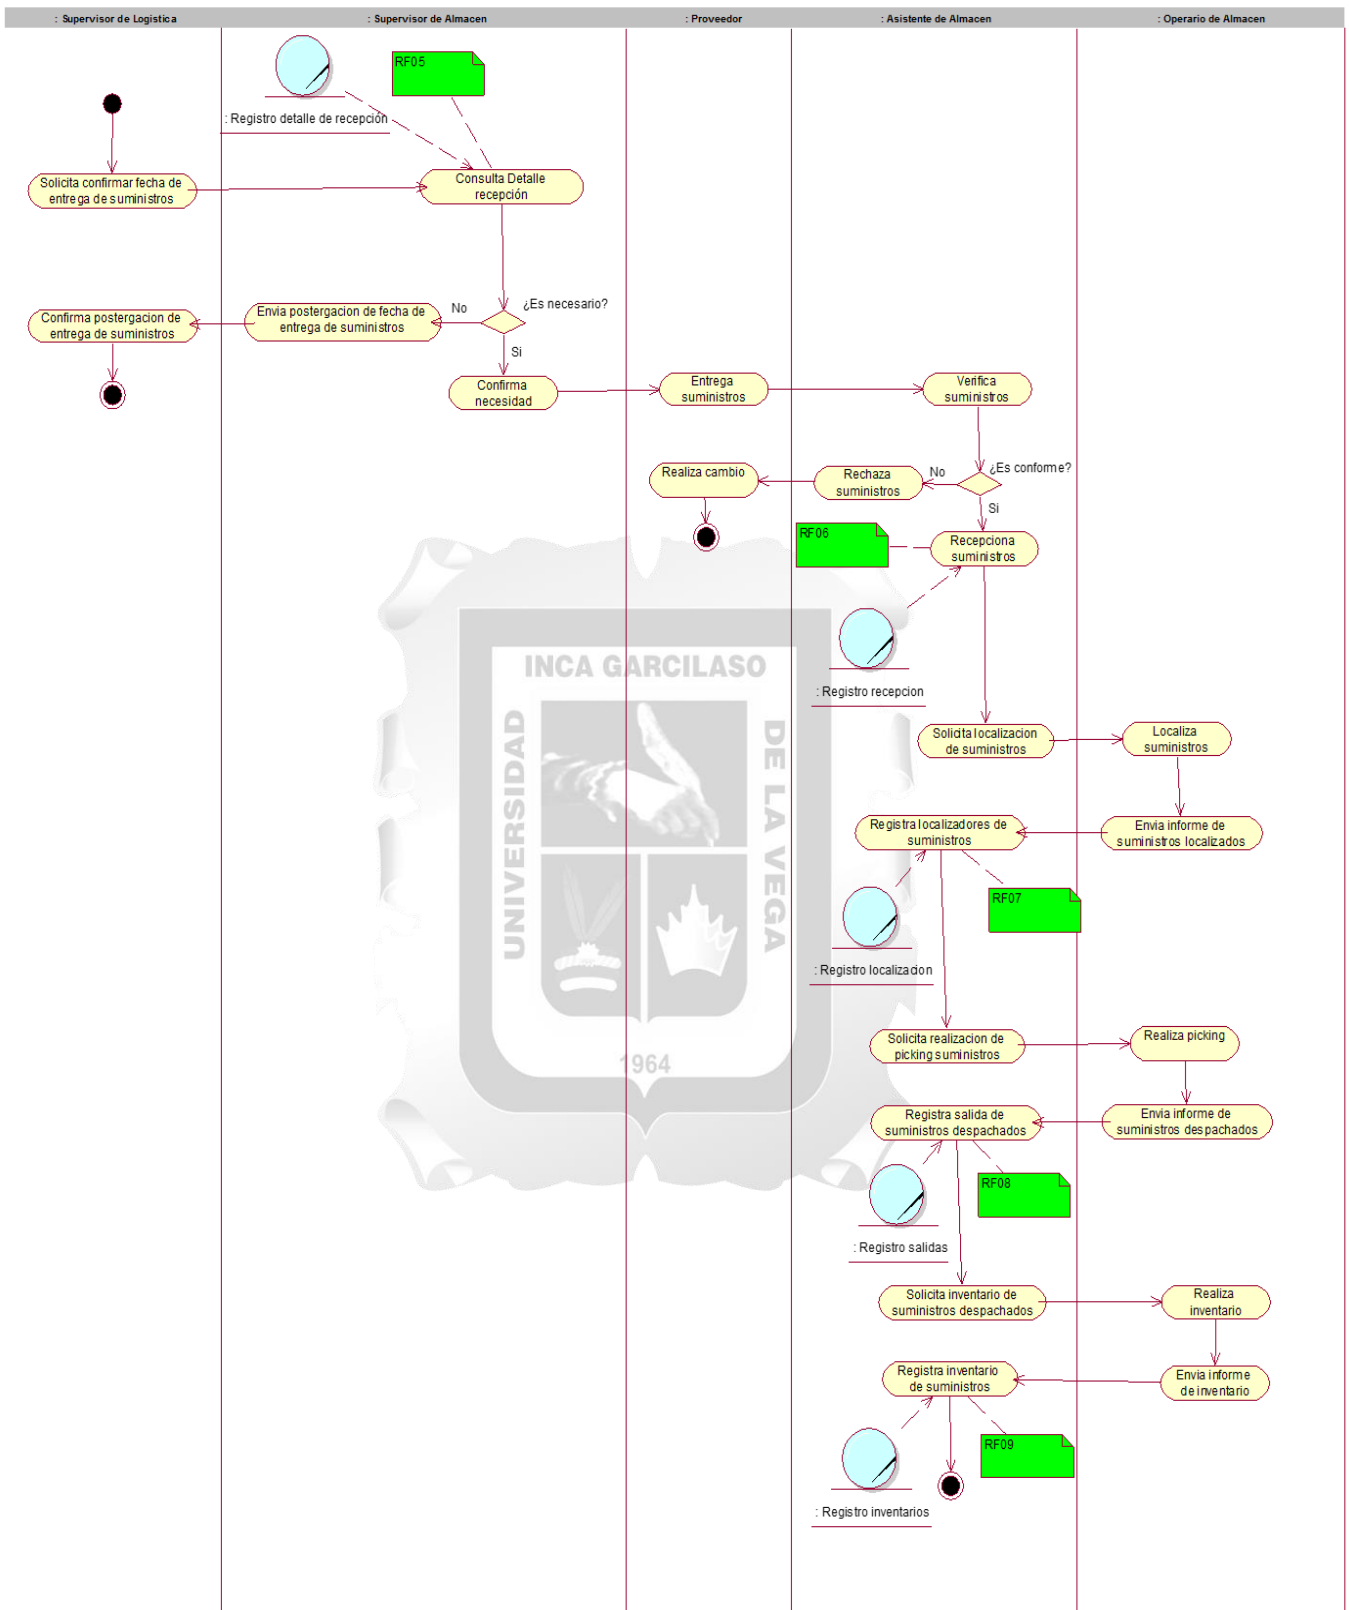 : Supervisor de Logistica
: Supervisor de Almacen
: Proveedor
: Asistente de Almacen
: Operario de Almacen
RF05
: Registro detalle de recepción
Solicita confirmar fecha de
entrega de suministros
Consulta Detalle
recepción
¿Es necesario?
No
Envia postergacion de fecha de
entrega de suministros
Confirma postergacion de
entrega de suministros
Si
Confirma
necesidad
Entrega
suministros
Verifica
suministros
¿Es conforme?
No
Rechaza
suministros
Realiza cambio
Si
RF06
Recepciona
suministros
: Registro recepcion
INCA GARCILASO
UNIVERSIDAD
DE LA VEGA
1964
Solicita localizacion
de suministros
Localiza
suministros
Registra localizadores de
suministros
Envia informe de
suministros localizados
RF07
: Registro localizacion
Solicita realizacion de
picking suministros
Realiza picking
Registra salida de
suministros despachados
Envia informe de
suministros despachados
RF08
: Registro salidas
Solicita inventario de
suministros despachados
Realiza
inventario
Registra inventario
de suministros
Envia informe
de inventario
RF09
: Registro inventarios